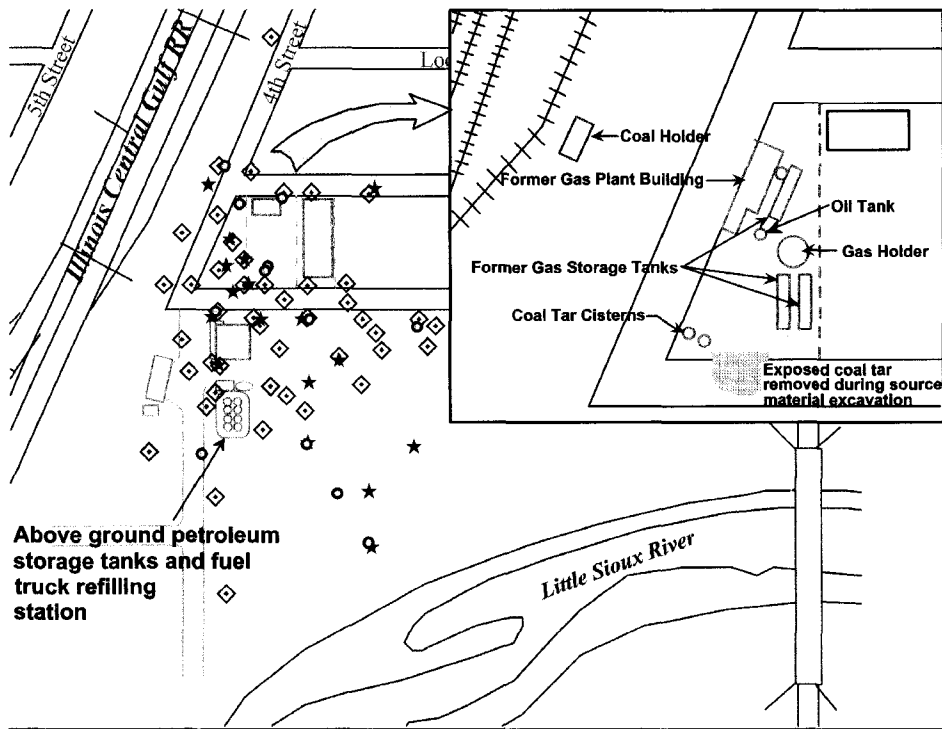 5th Street
Illinois Central Gulf RR
4th Street
Coal Holder
Former Gas Plant Building
Oil Tank
Gas Holder
Former Gas Storage Tanks
Coal Tar Cisterns
Exposed coal tar
removed during source
material excavation
Above ground petroleum
storage tanks and fuel
truck refilling
station
Little Sioux River